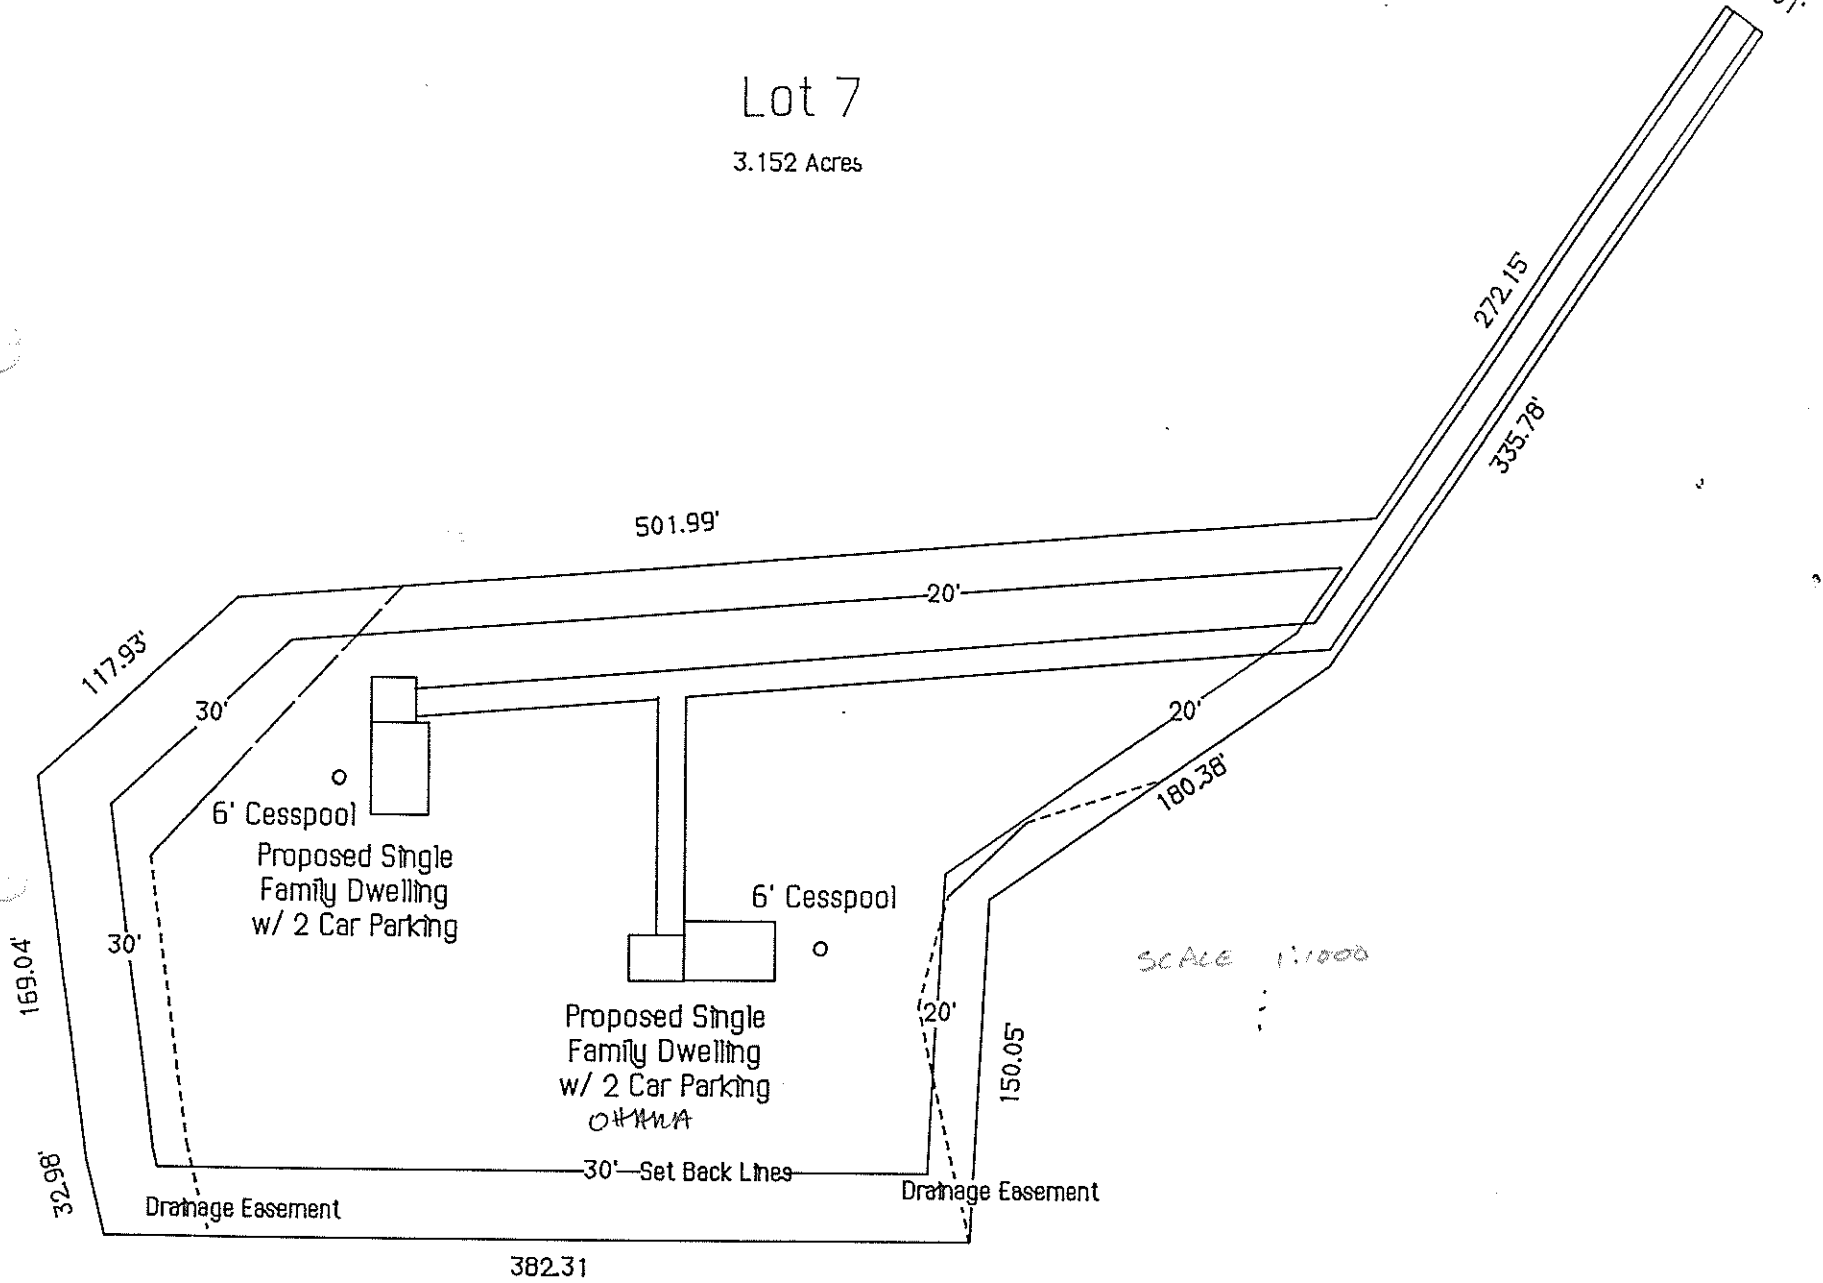 Lot 7
3.152 Acres
272.15'
335.78'
501.99'
20'
117.93'
30'
20'
180.38'
6' Cesspool
Proposed Single
Family Dwelling
w/ 2 Car Parking
6' Cesspool
30'
169.04'
SCALE 1:1000
20'
Proposed Single
Family Dwelling
w/ 2 Car Parking
OHANA
150.05'
30' Set Back Lines
32.98'
Drainage Easement
Drainage Easement
382.31